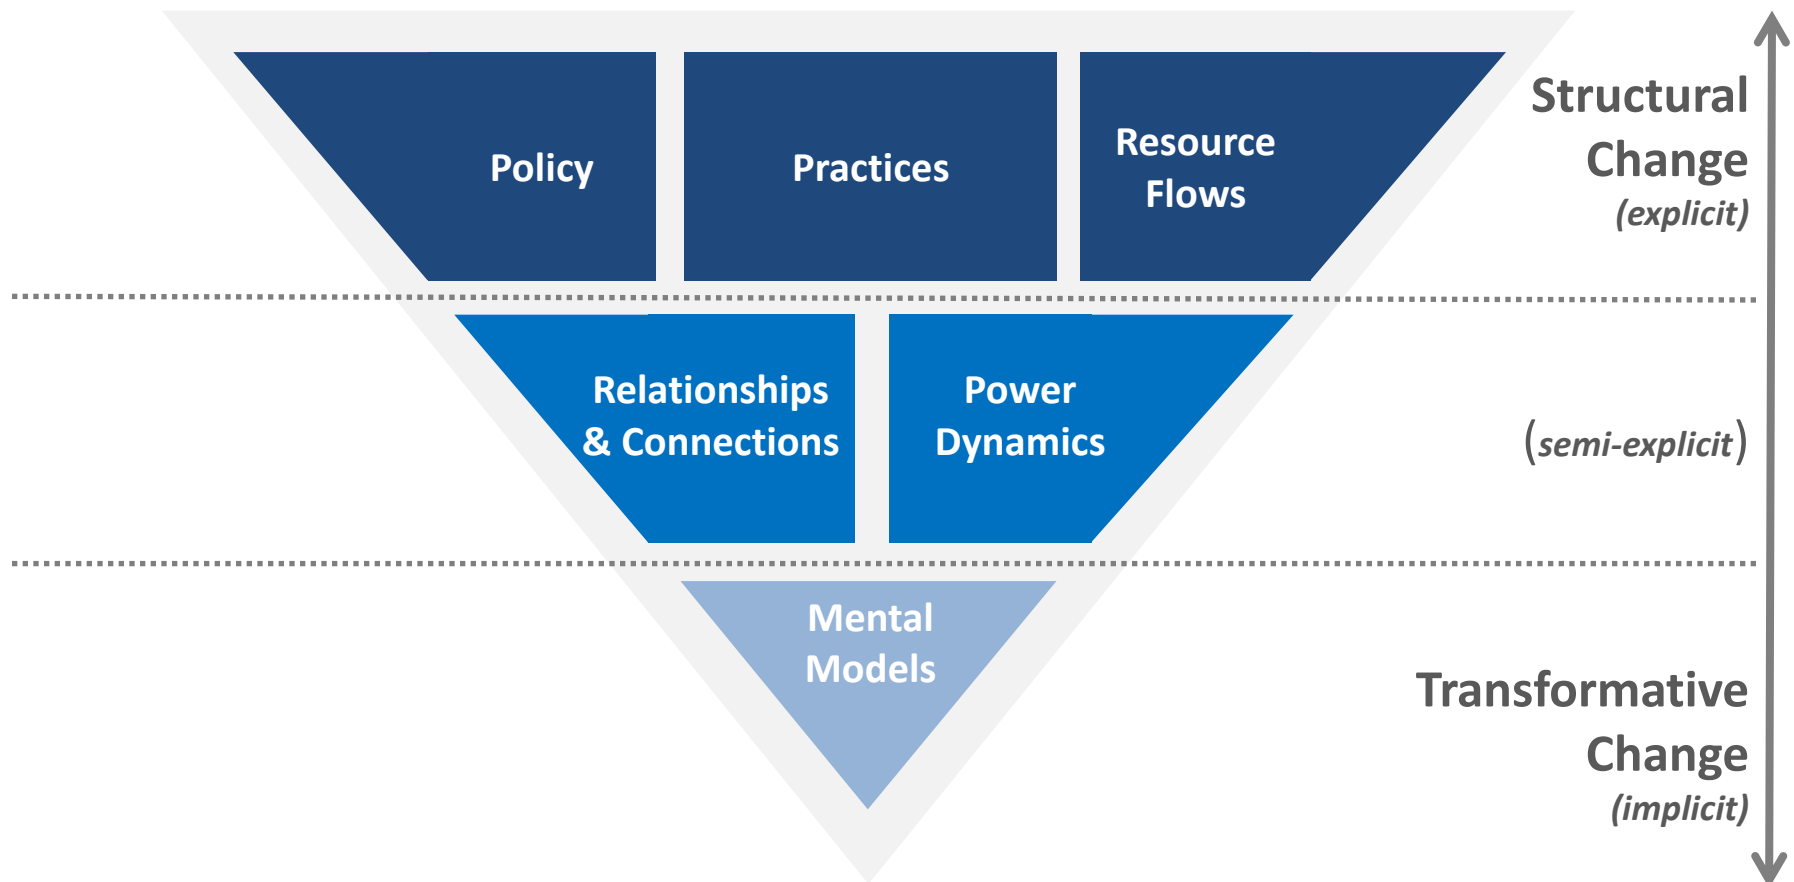 Policy
Practices
Resource
Flows
Structural
Change
(explicit)
Relationships
& Connections
Power
Dynamics
(semi-explicit)
Mental
Models
Transformative
Change
(implicit)